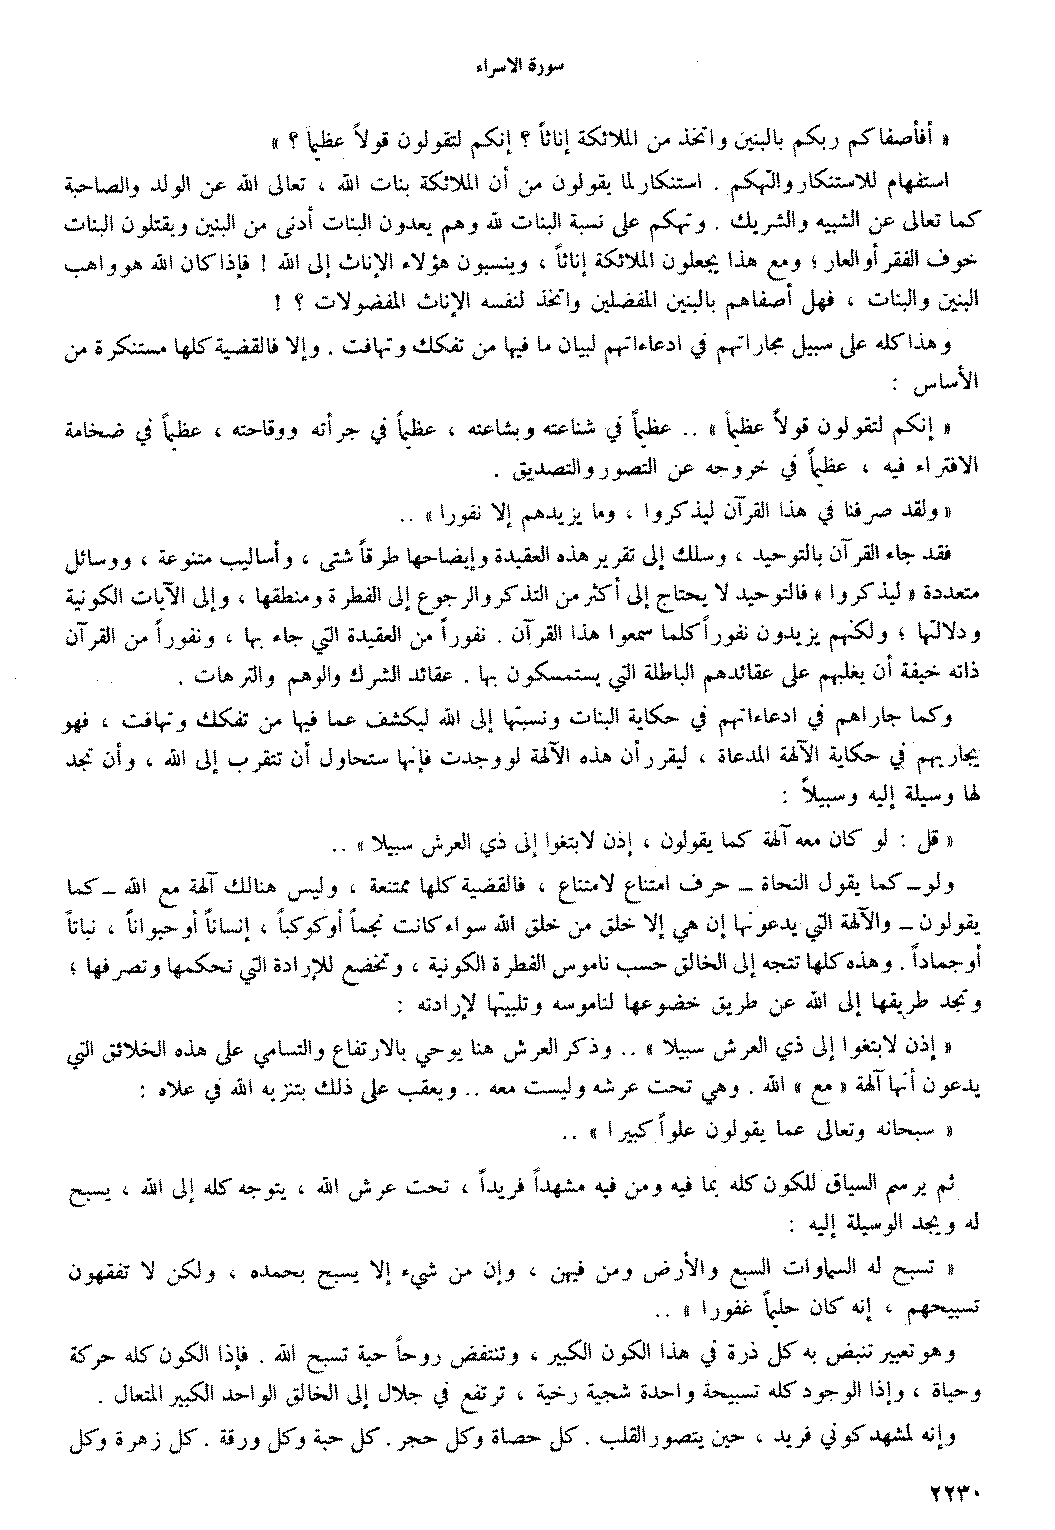 سورة الاسراء
« أفأصفاكم ربكم بالبنين واتخذ من الملائكة إناثاً ؟ إنكم لتقولون قولاً عظيماً ؟ »
استفهام للاستنكار والتهكم . استنكار لما يقولون من أن الملائكة بنات الله ، تعالى الله عن الولد والصاحبة
كما تعالى عن الشبيه والشريك . وتهكم على نسبة البنات لله وهم يعدون البنات أدنى من البنين ويقتلون البنات
خوف الفقر أو العار ؛ ومع هذا يجعلون الملائكة إناثاً ، وينسبون هؤلاء الإناث إلى الله ! فإذا كان الله هو واهب
البنين والبنات ، فهل أصفاهم بالبنين المفضلين واتخذ لنفسه الإناث المفضولات ؟ !
وهذا كله على سبيل مجاراتهم في ادعاءاتهم لبيان ما فيها من تفكك وتهافت . وإلا فالقضية كلها مستنكرة من
الأساس :
« إنكم لتقولون قولاً عظيماً » .. عظيماً في شناعته وبشاعته ، عظيماً في جرأته ووقاحته ، عظيماً في ضخامة
الافتراء فيه ، عظيماً في خروجه عن التصور والتصديق .
« ولقد صرفنا في هذا القرآن ليذكروا ، وما يزيدهم إلا نفورا » ..
فقد جاء القرآن بالتوحيد ، وسلك إلى تقرير هذه العقيدة وإيضاحها طرقاً شتى ، وأساليب متنوعة ، ووسائل
متعددة « ليذكروا » فالتوحيد لا يحتاج إلى أكثر من التذكر والرجوع إلى الفطرة ومنطقها ، وإلى الآيات الكونية
ودلالتها ؛ ولكنهم يزيدون نفوراً كلما سمعوا هذا القرآن . نفوراً من العقيدة التي جاء بها ، ونفوراً من القرآن
ذاته خيفة أن يغلبهم على عقائدهم الباطلة التي يستمسكون بها . عقائد الشرك والوهم والترهات .
وكما جاراهم في ادعاءاتهم في حكاية البنات ونسبتها إلى الله ليكشف عما فيها من تفكك وتهافت ، فهو
يجاريهم في حكاية الآلهة المدعاة ، ليقرر أن هذه الآلهة لو وجدت فإنها ستحاول أن تتقرب إلى الله ، وأن تجد
لها وسيلة إليه وسبيلاً :
« قل : لو كان معه آلهة كما يقولون ، إذن لابتغوا إلى ذي العرش سبيلا » ..
ولو – كما يقول النحاة – حرف امتناع لامتناع ، فالقضية كلها ممتنعة ، وليس هنالك آلهة مع الله – كما
يقولون – والآلهة التي يدعونها إن هي إلا خلق من خلق الله سواء كانت نجماً أو كوكباً ، إنساناً أو حيواناً ، نباتاً
أو جماداً . وهذه كلها تتجه إلى الخالق حسب ناموس الفطرة الكونية ، وتخضع للإرادة التي تحكمها وتصرفها ؛
وتجد طريقها إلى الله عن طريق خضوعها لناموسه وتلبيتها لإرادته :
« إذن لابتغوا إلى ذي العرش سبيلا » .. وذكر العرش هنا يوحي بالارتفاع والتسامي على هذه الخلائق التي
يدعون أنها آلهة « مع » الله . وهي تحت عرشه وليست معه .. ويعقب على ذلك بتنزيه الله في علاه :
« سبحانه وتعالى عما يقولون علواً كبيرا » ..
ثم يرسم السياق للكون كله بما فيه ومن فيه مشهداً فريداً ، تحت عرش الله ، يتوجه كله إلى الله ، يسبح
له ويجد الوسيلة إليه :
« تسبح له السماوات السبع والأرض ومن فيهن ، وإن من شيء إلا يسبح بحمده ، ولكن لا تفقهون
تسبيحهم ، إنه كان حليماً غفورا » ..
وهو تعبير تنبض به كل ذرة في هذا الكون الكبير ، وتنتفض روحاً حية تسبح الله . فإذا الكون كله حركة
وحياة ، وإذا الوجود كله تسبيحة واحدة شجية رخية ، ترتفع في جلال إلى الخالق الواحد الكبير المتعال .
وإنه لمشهد كوني فريد ، حين يتصور القلب . كل حصاة وكل حجر . كل حبة وكل ورقة . كل زهرة وكل
٢٢٣٠